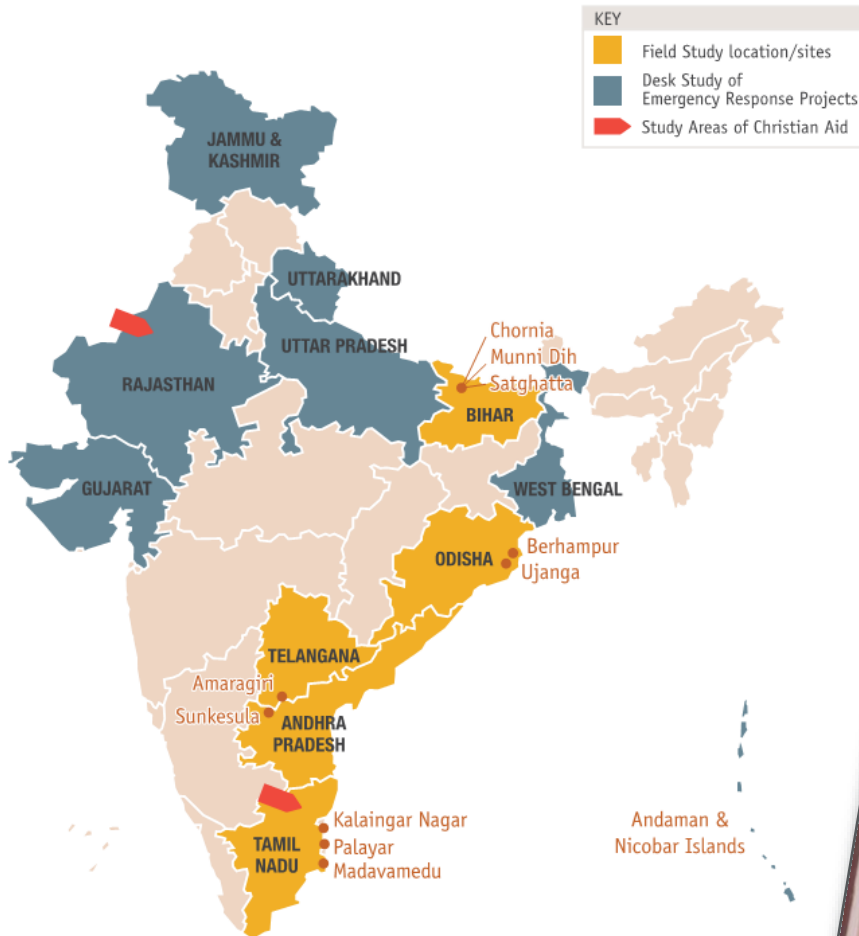 KEY
Field Study location/sites
Desk Study of
Emergency Response Projects
Study Areas of Christian Aid
JAMMU &
KASHMIR
UTTARAKHAND
UTTAR PRADESH
RAJASTHAN
Chornia
Munni Dih
Satghatta
BIHAR
GUJARAT
WEST BENGAL
ODISHA
Berhampur
Ujanga
TELANGANA
Amaragiri
Sunkesula
ANDHRA
PRADESH
Kalaingar Nagar
Palayar
Madavamedu
TAMIL
NADU
Andaman &
Nicobar Islands